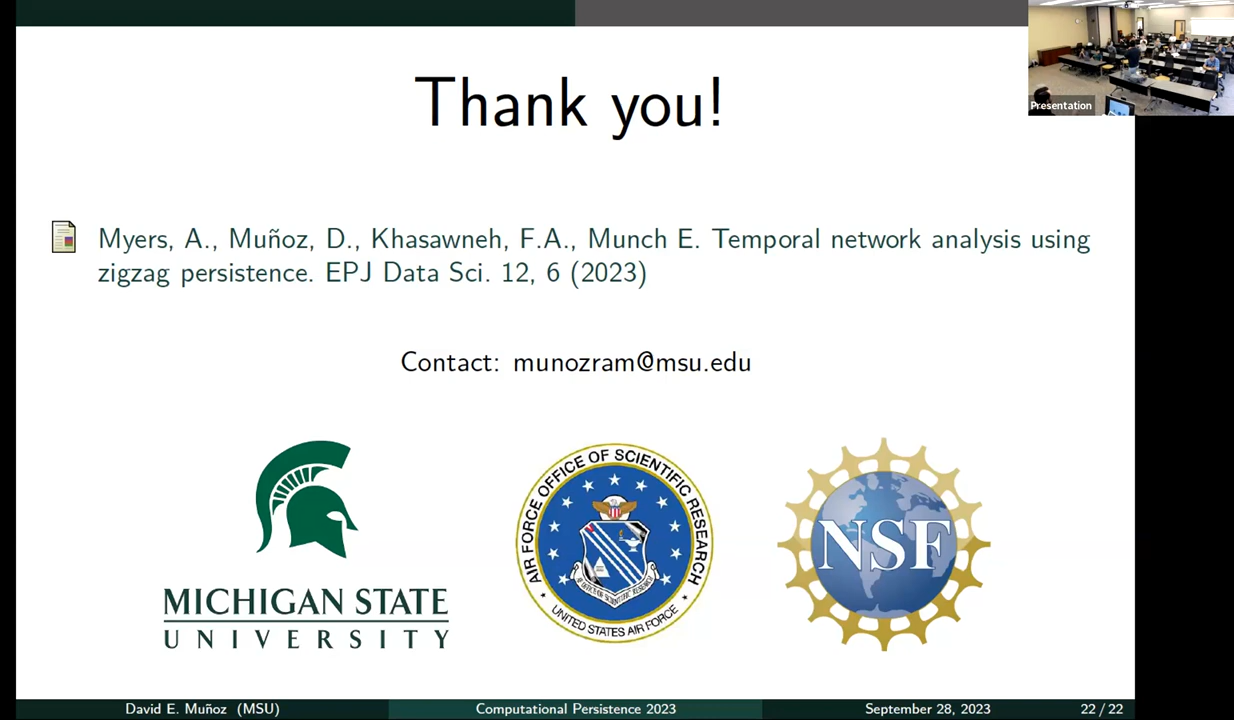 Thank you!
Presentation
Myers, A., Muñoz, D., Khasawneh, F.A., Munch E. Temporal network analysis using
zigzag persistence. EPJ Data Sci. 12, 6 (2023)
Contact: munozram@msu.edu
MICHIGAN STATE
UNIVERSITY
AIR FORCE OFFICE OF SCIENTIFIC RESEARCH
UNITED STATES AIR FORCE
NSF
David E. Muñoz (MSU)
Computational Persistence 2023
September 28, 2023
22 / 22